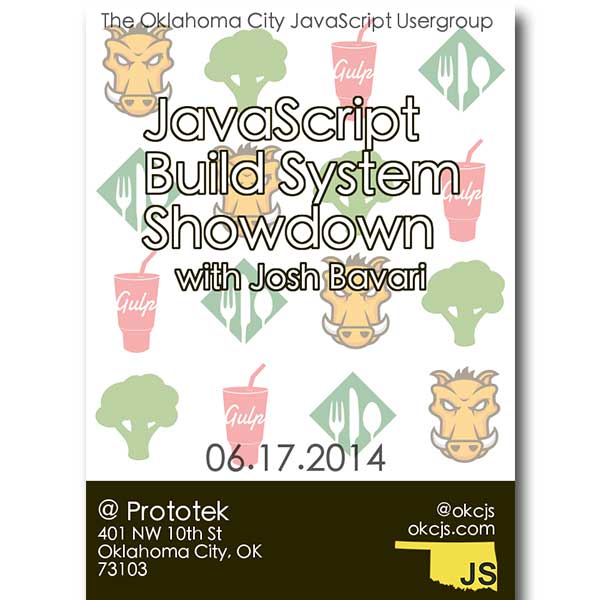 The Oklahoma City JavaScript Usergroup
Gulp
JavaScript
Build System
Gulp
Showdown
with Josh Bavari
Gulp
Gulp
06.17.2014
@ Prototek
401 NW 10th St
Oklahoma City, OK
73103
@okcjs
okcjs.com
JS